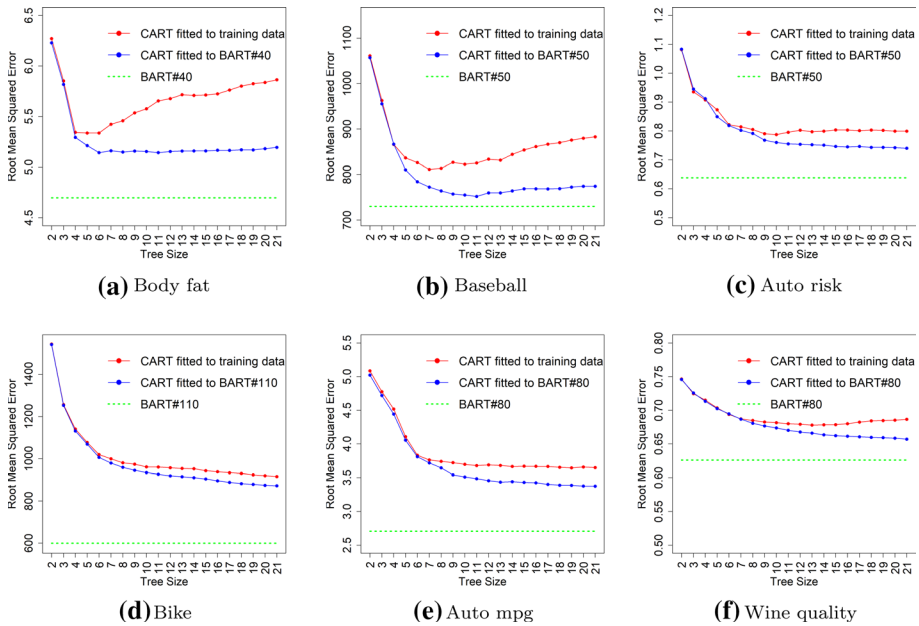 Root Mean Squared Error
6.5
6.0
5.5
5.0
4.5
CART fitted to training data
CART fitted to BART#40
BART#40
2 3 4 5 6 7 8 9 10 11 12 13 14 15 16 17 18 19 20 21
Tree Size
(a) Body fat
Root Mean Squared Error
1100
1000
900
800
700
CART fitted to training data
CART fitted to BART#50
BART#50
2 3 4 5 6 7 8 9 10 11 12 13 14 15 16 17 18 19 20 21
Tree Size
(b) Baseball
Root Mean Squared Error
1.2
1.1
1.0
0.9
0.8
0.7
0.6
0.5
CART fitted to training data
CART fitted to BART#50
BART#50
2 3 4 5 6 7 8 9 10 11 12 13 14 15 16 17 18 19 20 21
Tree Size
(c) Auto risk
Root Mean Squared Error
1400
1200
1000
800
600
CART fitted to training data
CART fitted to BART#110
BART#110
2 3 4 5 6 7 8 9 10 11 12 13 14 15 16 17 18 19 20 21
Tree Size
(d) Bike
Root Mean Squared Error
5.0
4.5
4.0
3.5
3.0
2.5
CART fitted to training data
CART fitted to BART#80
BART#80
2 3 4 5 6 7 8 9 10 11 12 13 14 15 16 17 18 19 20 21
Tree Size
(e) Auto mpg
Root Mean Squared Error
0.80
0.75
0.70
0.65
0.60
0.55
0.50
CART fitted to training data
CART fitted to BART#80
BART#80
2 3 4 5 6 7 8 9 10 11 12 13 14 15 16 17 18 19 20 21
Tree Size
(f) Wine quality